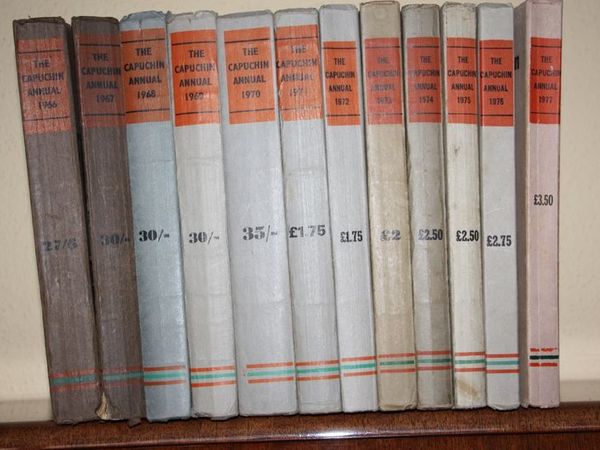 THE
CAPUCHIN
ANNUAL
1966
27/6
THE
CAPUCHIN
ANNUAL
1967
30/-
THE
CAPUCHIN
ANNUAL
1968
30/-
THE
CAPUCHIN
ANNUAL
1969
30/-
THE
CAPUCHIN
ANNUAL
1970
35/-
THE
CAPUCHIN
ANNUAL
1971
£1.75
THE
CAPUCHIN
ANNUAL
1972
£1.75
THE
CAPUCHIN
ANNUAL
1973
£2
THE
CAPUCHIN
ANNUAL
1974
£2.50
THE
CAPUCHIN
ANNUAL
1975
£2.50
THE
CAPUCHIN
ANNUAL
1976
£2.75
THE
CAPUCHIN
ANNUAL
1977
£3.50